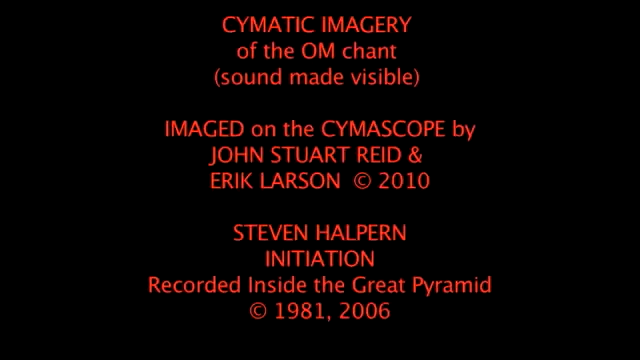 CYMATIC IMAGERY
of the OM chant
(sound made visible)
IMAGED on the CYMASCOPE by
JOHN STUART REID &
ERIK LARSON © 2010
STEVEN HALPERN
INITIATION
Recorded Inside the Great Pyramid
© 1981, 2006